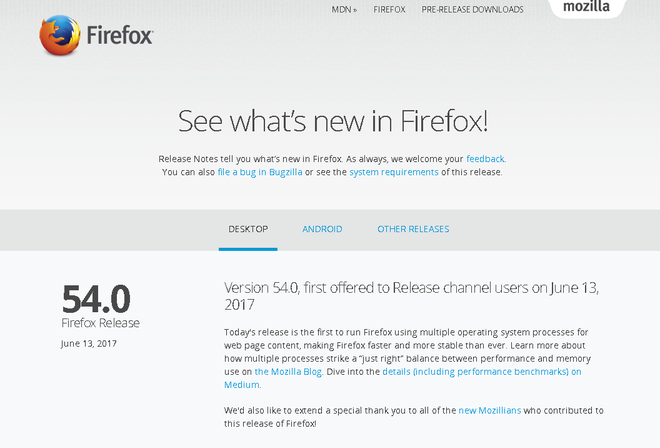 MDN » FIREFOX PRE-RELEASE DOWNLOADS mozilla
Firefox
See what's new in Firefox!
Release Notes tell you what's new in Firefox. As always, we welcome your feedback.
You can also file a bug in Bugzilla or see the system requirements of this release.
DESKTOP ANDROID OTHER RELEASES
54.0
Firefox Release
June 13, 2017
Version 54.0, first offered to Release channel users on June 13,
2017
Today's release is the first to run Firefox using multiple operating system processes for
web page content, making Firefox faster and more stable than ever. Learn more about
how multiple processes strike a "just right" balance between performance and memory
use on the Mozilla Blog. Dive into the details (including performance benchmarks) on
Medium.
We'd also like to extend a special thank you to all of the new Mozillians who contributed to
this release of Firefox!